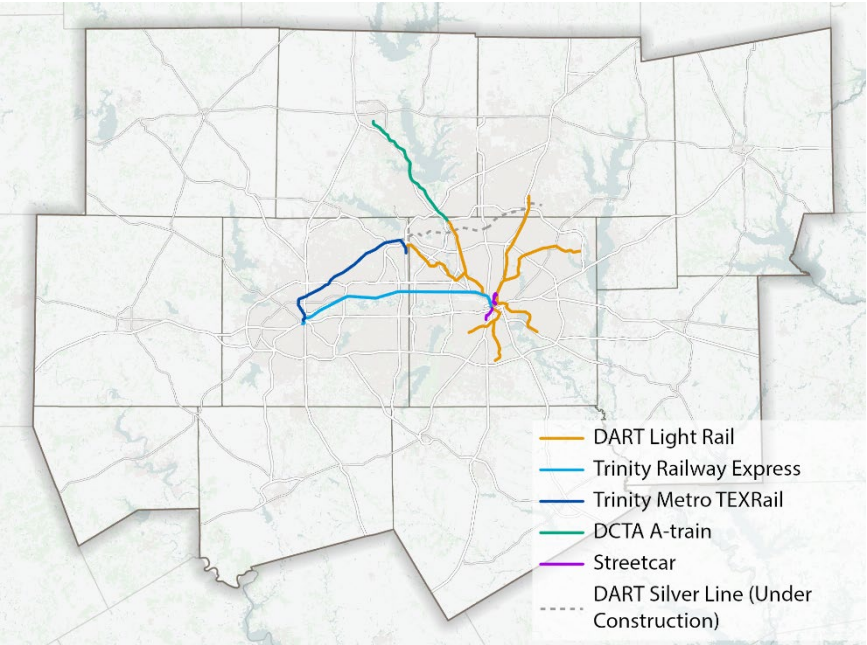 DART Light Rail
Trinity Railway Express
Trinity Metro TEXRail
DCTA A-train
Streetcar
DART Silver Line (Under
Construction)